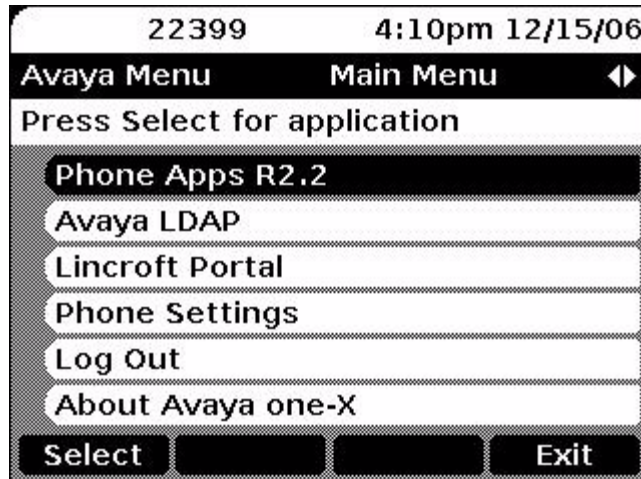 22399 4:10pm 12/15/06
Avaya Menu Main Menu
Press Select for application
Phone Apps R2.2
Avaya LDAP
Lincroft Portal
Phone Settings
Log Out
About Avaya one-X
Select Exit